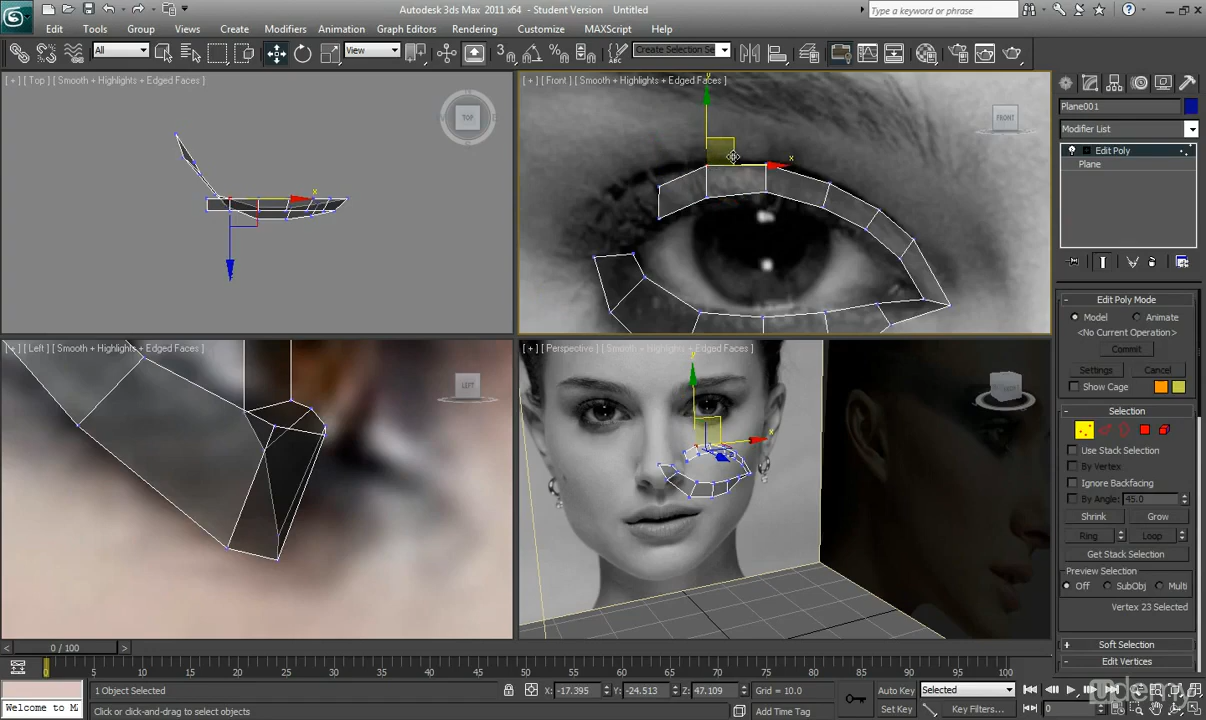 Autodesk 3ds Max 2011 x64 - Student Version Untitled
Type a keyword or phrase
Edit Tools Group Views Create Modifiers Animation Graph Editors Rendering Customize MAXScript Help
All View Create Selection Se
[ + ] [ Top ] [ Smooth + Highlights + Edged Faces ]
TOP
x
[ + ] [ Front ] [ Smooth + Highlights + Edged Faces ]
FRONT
y
x
[ + ] [ Left ] [ Smooth + Highlights + Edged Faces ]
LEFT
[ + ] [ Perspective ] [ Smooth + Highlights + Edged Faces ]
y
x
Plane001
Modifier List
Edit Poly
Plane
- Edit Poly Mode
Model Animate
<No Current Operation>
Commit
Settings Cancel
Show Cage
- Selection
Use Stack Selection
By Vertex
Ignore Backfacing
By Angle: 45.0
Shrink Grow
Ring Loop
Get Stack Selection
Preview Selection
Off SubObj Multi
Vertex 23 Selected
+ Soft Selection
- Edit Vertices
< 0 / 100 >
0 5 10 15 20 25 30 35 40 45 50 55 60 65 70 75 80 85 90 95 100
1 Object Selected X: -17.395 Y: -24.513 Z: 47.109 Grid = 10.0 Auto Key Selected
Welcome to M Click or click-and-drag to select objects Add Time Tag Set Key Key Filters... 0
udemy